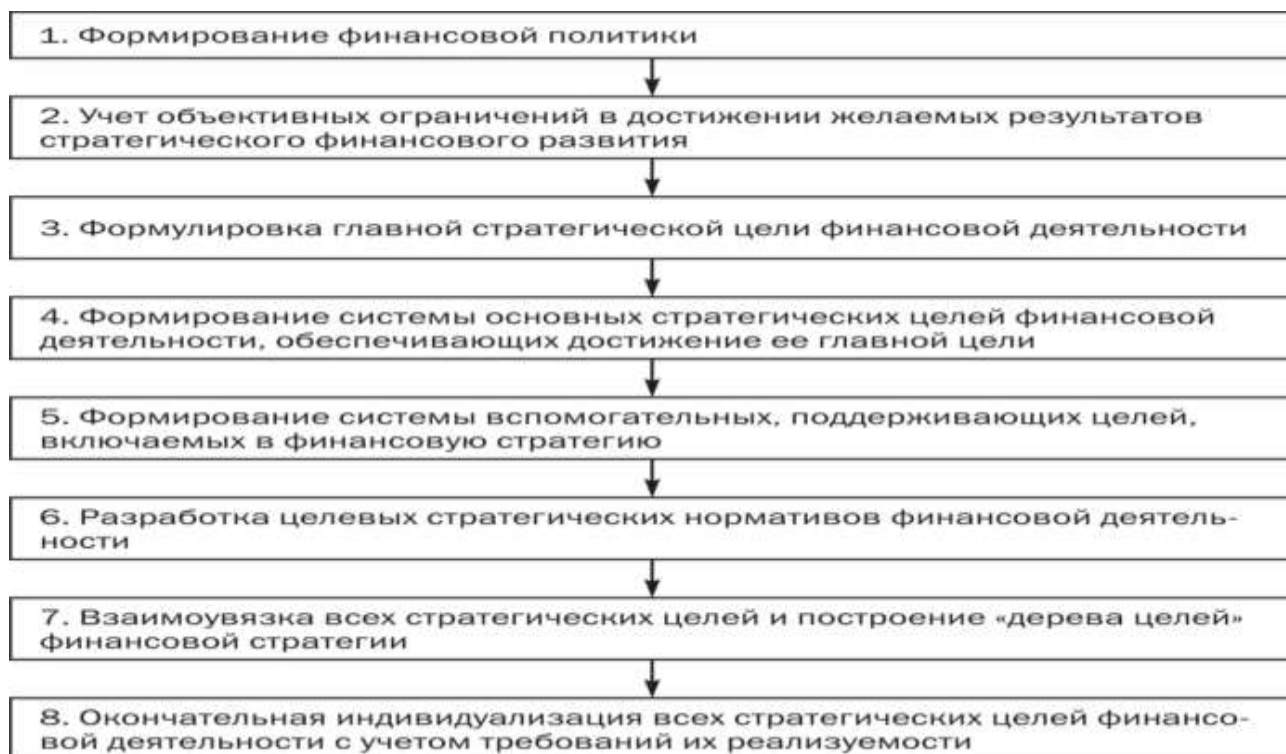 1. Формирование финансовой политики
2. Учет объективных ограничений в достижении желаемых результатов
стратегического финансового развития
3. Формулировка главной стратегической цели финансовой деятельности
4. Формирование системы основных стратегических целей финансовой
деятельности, обеспечивающих достижение ее главной цели
5. Формирование системы вспомогательных, поддерживающих целей,
включаемых в финансовую стратегию
6. Разработка целевых стратегических нормативов финансовой деятель-
ности
7. Взаимоувязка всех стратегических целей и построение «дерева целей»
финансовой стратегии
8. Окончательная индивидуализация всех стратегических целей финансо-
вой деятельности с учетом требований их реализуемости